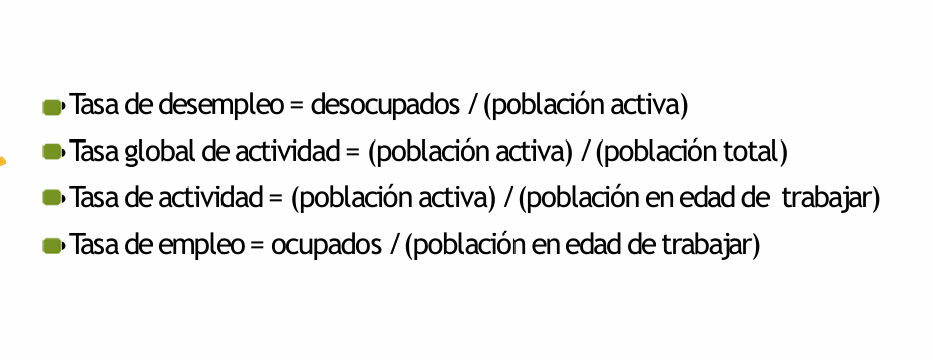 Tasa de desempleo = desocupados / (población activa)
Tasa global de actividad = (población activa) / (población total)
Tasa de actividad = (población activa) / (población en edad de trabajar)
Tasa de empleo = ocupados / (población en edad de trabajar)